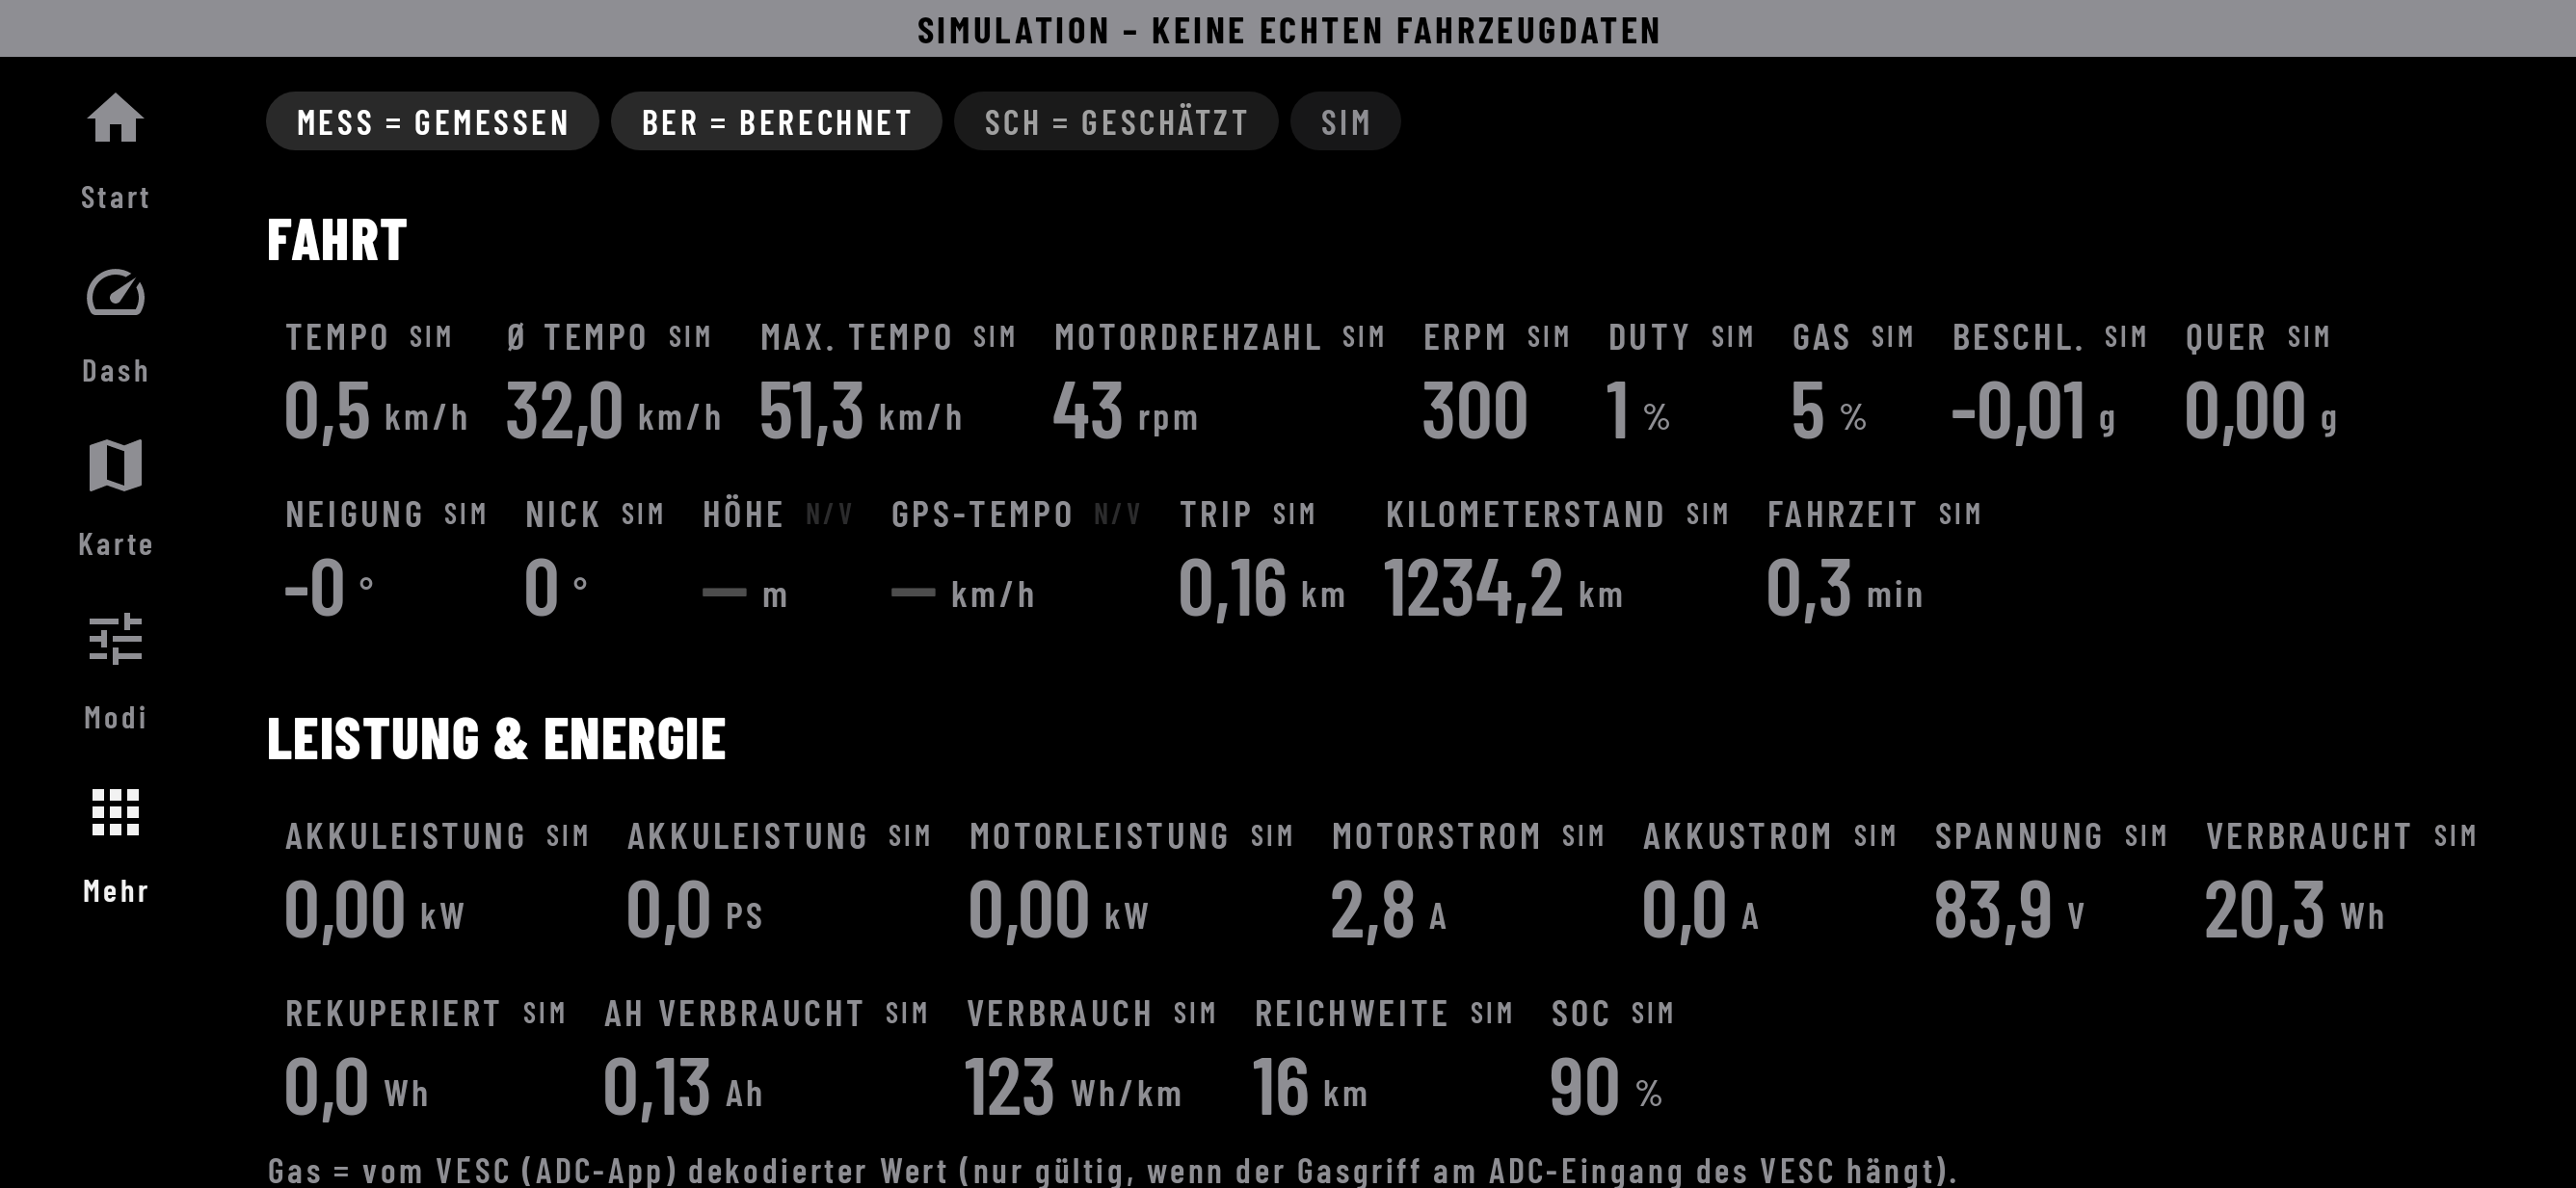 SIMULATION – KEINE ECHTEN FAHRZEUGDATEN
MESS = GEMESSEN BER = BERECHNET SCH = GESCHÄTZT SIM
Start
Dash
Karte
Modi
Mehr
FAHRT
TEMPO SIM Ø TEMPO SIM MAX. TEMPO SIM MOTORDREHZAHL SIM ERPM SIM DUTY SIM GAS SIM BESCHL. SIM QUER SIM
0,5 km/h 32,0 km/h 51,3 km/h 43 rpm 300 1 % 5 % -0,01 g 0,00 g
NEIGUNG SIM NICK SIM HÖHE N/V GPS-TEMPO N/V TRIP SIM KILOMETERSTAND SIM FAHRZEIT SIM
-0 ° 0 ° — m — km/h 0,16 km 1234,2 km 0,3 min
LEISTUNG & ENERGIE
AKKULEISTUNG SIM AKKULEISTUNG SIM MOTORLEISTUNG SIM MOTORSTROM SIM AKKUSTROM SIM SPANNUNG SIM VERBRAUCHT SIM
0,00 kW 0,0 PS 0,00 kW 2,8 A 0,0 A 83,9 V 20,3 Wh
REKUPERIERT SIM AH VERBRAUCHT SIM VERBRAUCH SIM REICHWEITE SIM SOC SIM
0,0 Wh 0,13 Ah 123 Wh/km 16 km 90 %
Gas = vom VESC (ADC-App) dekodierter Wert (nur gültig, wenn der Gasgriff am ADC-Eingang des VESC hängt).